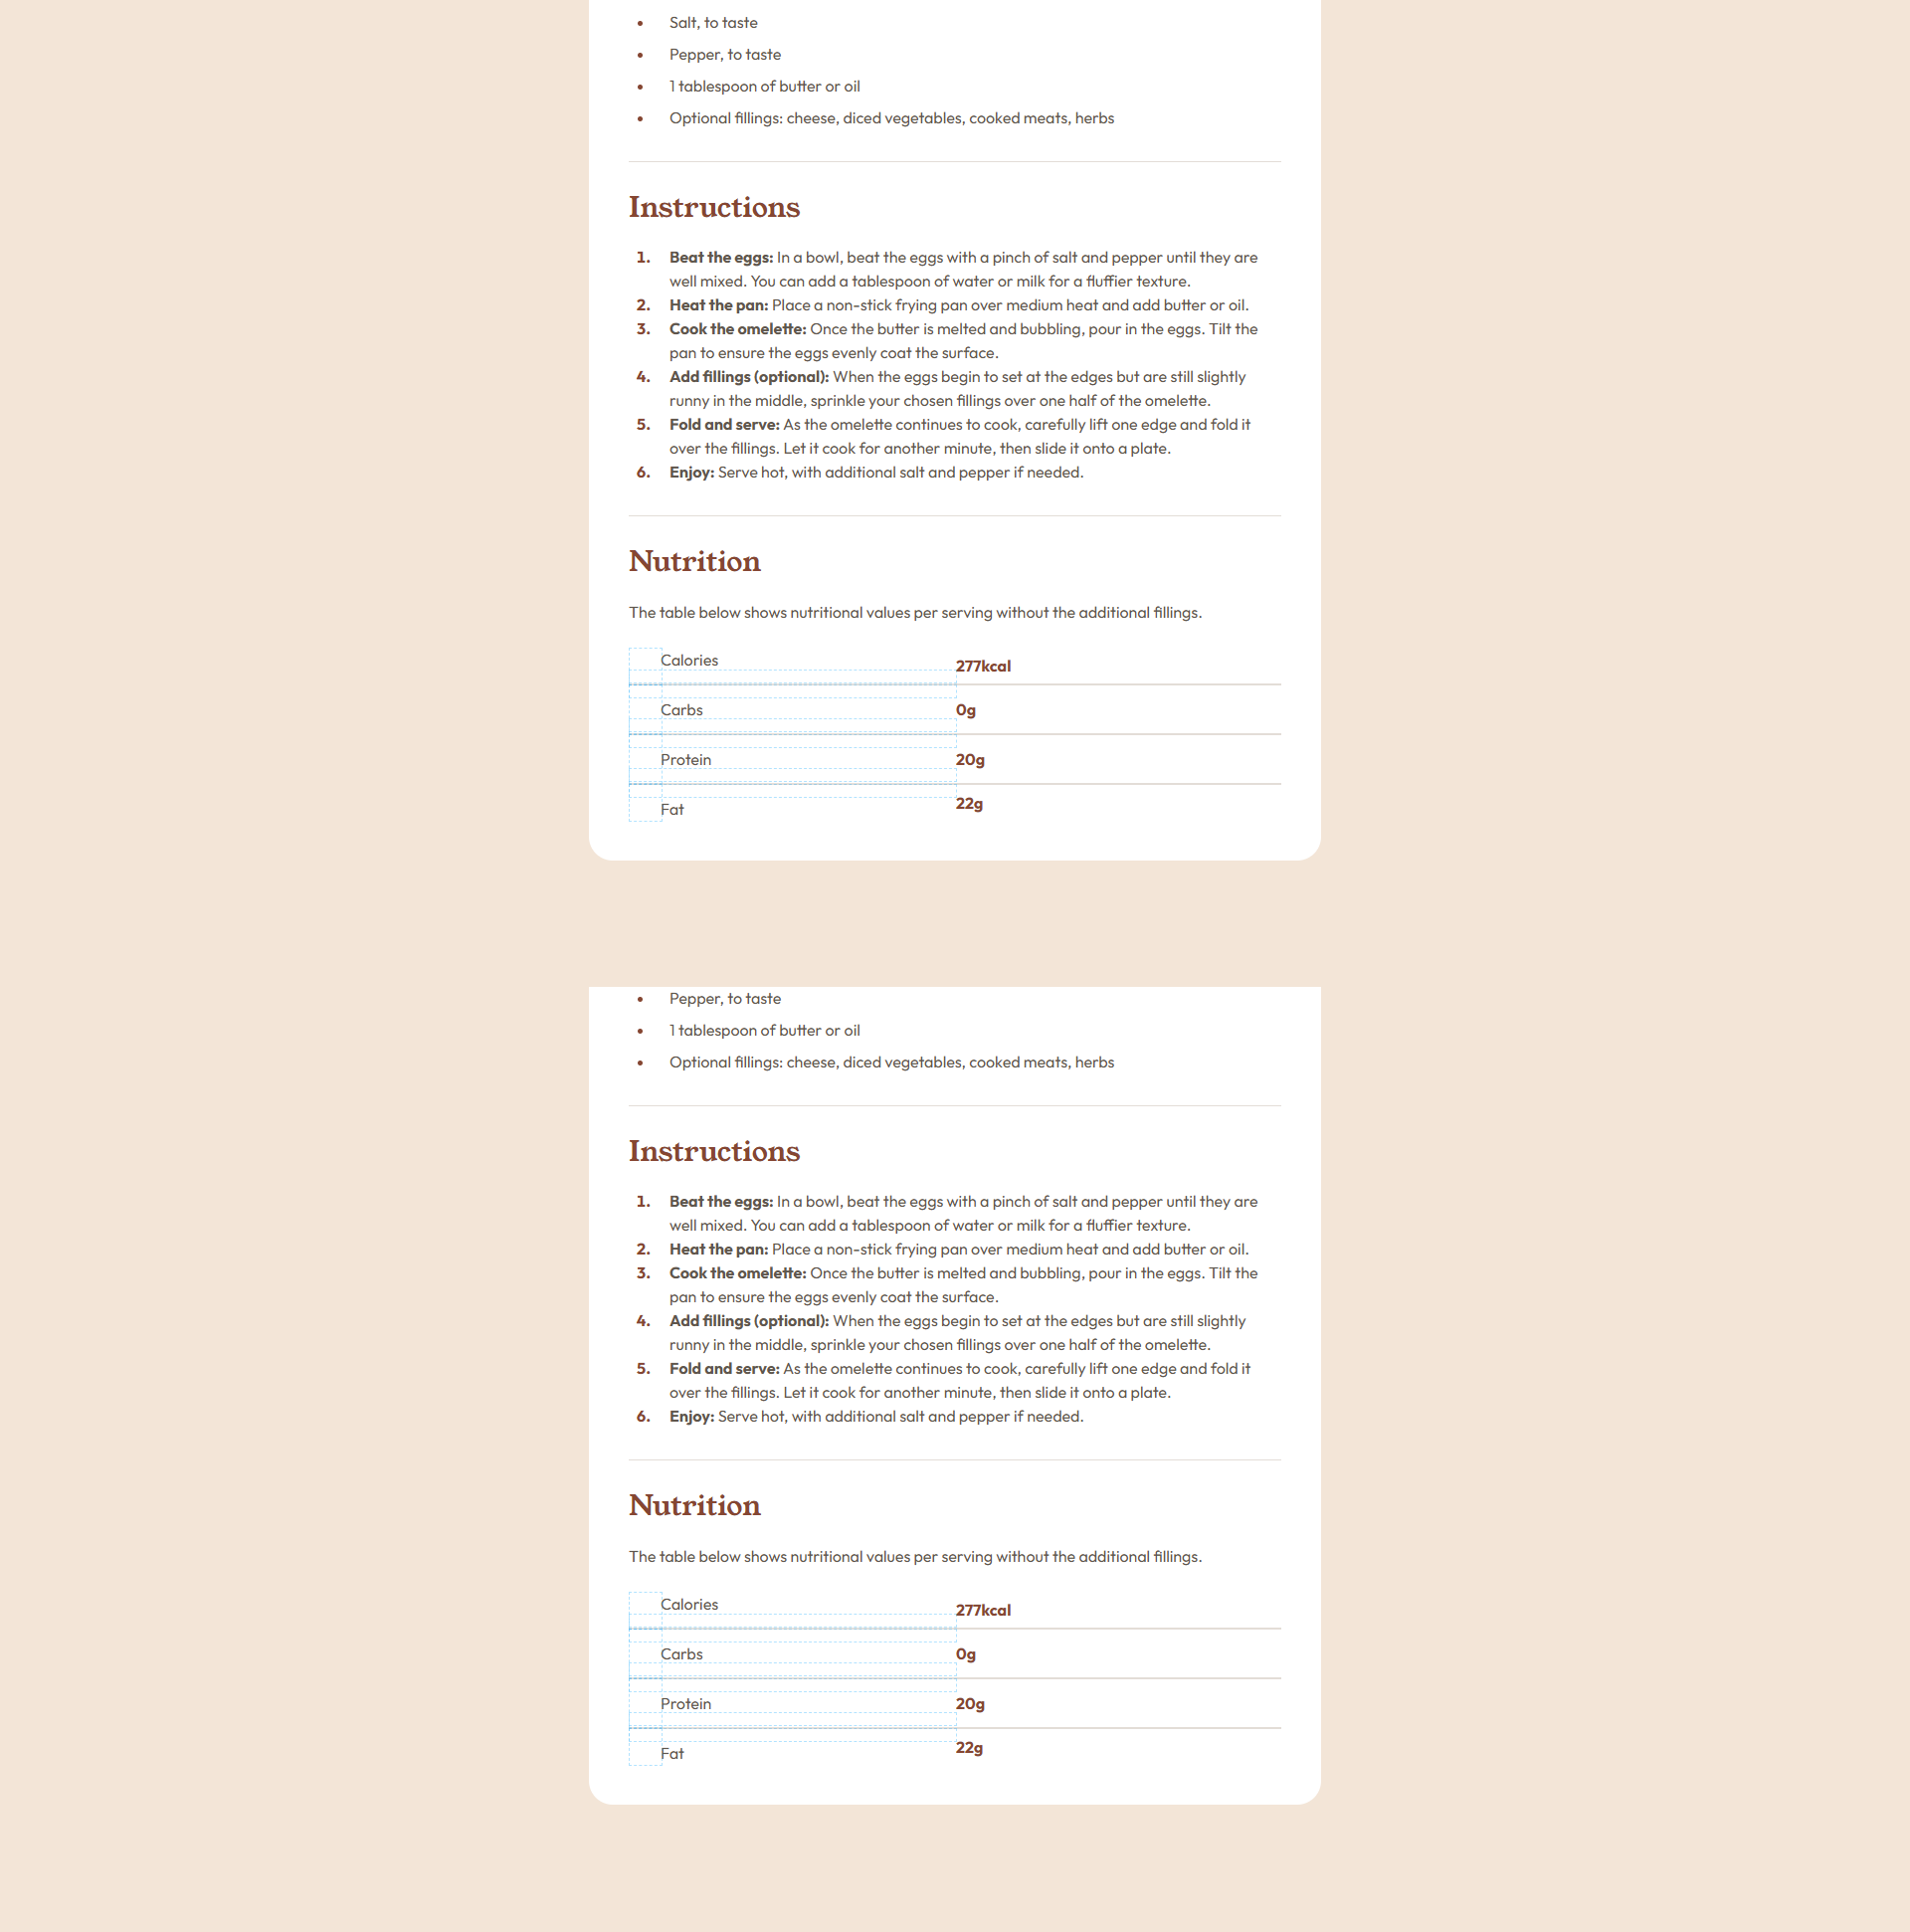 • Salt, to taste
• Pepper, to taste
• 1 tablespoon of butter or oil
• Optional fillings: cheese, diced vegetables, cooked meats, herbs
Instructions
1. Beat the eggs: In a bowl, beat the eggs with a pinch of salt and pepper until they are
well mixed. You can add a tablespoon of water or milk for a fluffier texture.
2. Heat the pan: Place a non-stick frying pan over medium heat and add butter or oil.
3. Cook the omelette: Once the butter is melted and bubbling, pour in the eggs. Tilt the
pan to ensure the eggs evenly coat the surface.
4. Add fillings (optional): When the eggs begin to set at the edges but are still slightly
runny in the middle, sprinkle your chosen fillings over one half of the omelette.
5. Fold and serve: As the omelette continues to cook, carefully lift one edge and fold it
over the fillings. Let it cook for another minute, then slide it onto a plate.
6. Enjoy: Serve hot, with additional salt and pepper if needed.
Nutrition
The table below shows nutritional values per serving without the additional fillings.
Calories 277kcal
Carbs 0g
Protein 20g
Fat 22g
• Pepper, to taste
• 1 tablespoon of butter or oil
• Optional fillings: cheese, diced vegetables, cooked meats, herbs
Instructions
1. Beat the eggs: In a bowl, beat the eggs with a pinch of salt and pepper until they are
well mixed. You can add a tablespoon of water or milk for a fluffier texture.
2. Heat the pan: Place a non-stick frying pan over medium heat and add butter or oil.
3. Cook the omelette: Once the butter is melted and bubbling, pour in the eggs. Tilt the
pan to ensure the eggs evenly coat the surface.
4. Add fillings (optional): When the eggs begin to set at the edges but are still slightly
runny in the middle, sprinkle your chosen fillings over one half of the omelette.
5. Fold and serve: As the omelette continues to cook, carefully lift one edge and fold it
over the fillings. Let it cook for another minute, then slide it onto a plate.
6. Enjoy: Serve hot, with additional salt and pepper if needed.
Nutrition
The table below shows nutritional values per serving without the additional fillings.
Calories 277kcal
Carbs 0g
Protein 20g
Fat 22g